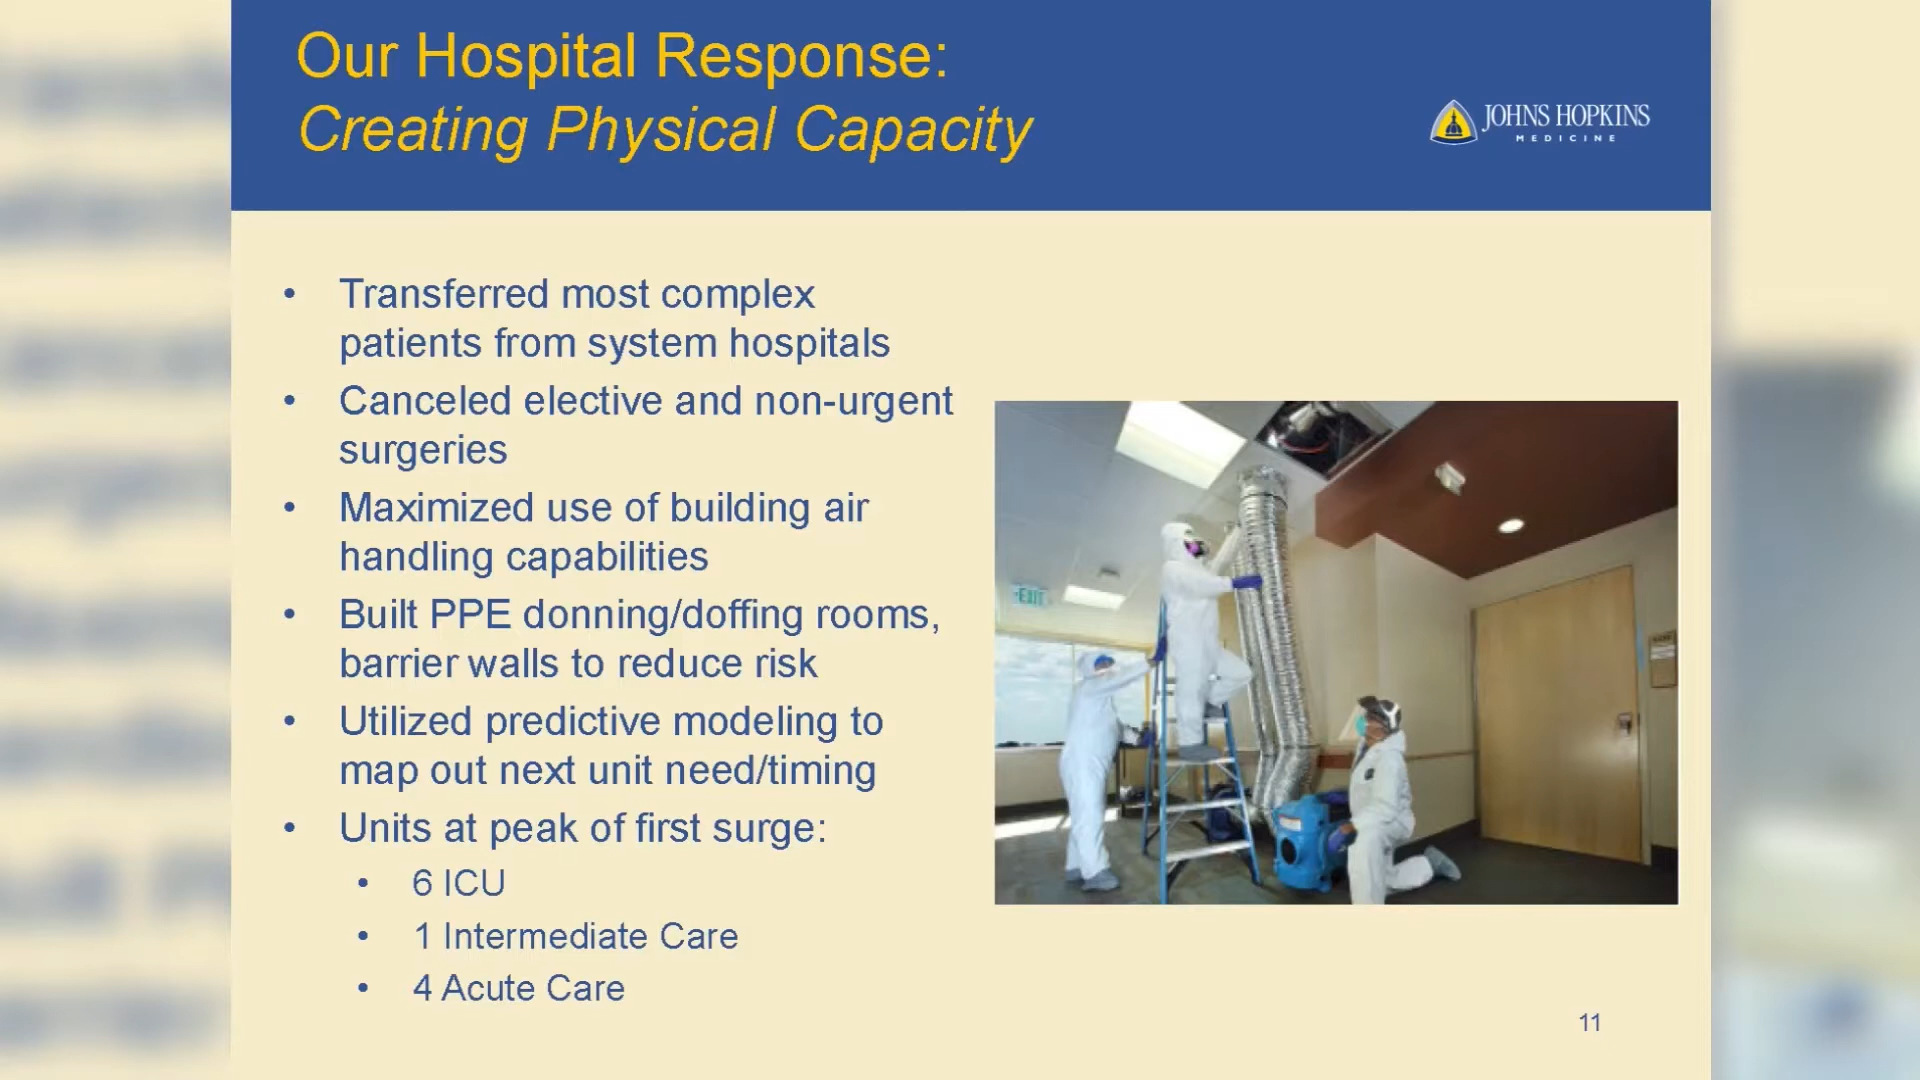 Our Hospital Response:
Creating Physical Capacity
JOHNS HOPKINS
MEDICINE
• Transferred most complex
patients from system hospitals
• Canceled elective and non-urgent
surgeries
• Maximized use of building air
handling capabilities
• Built PPE donning/doffing rooms,
barrier walls to reduce risk
• Utilized predictive modeling to
map out next unit need/timing
• Units at peak of first surge:
• 6 ICU
• 1 Intermediate Care
• 4 Acute Care
EXIT
11